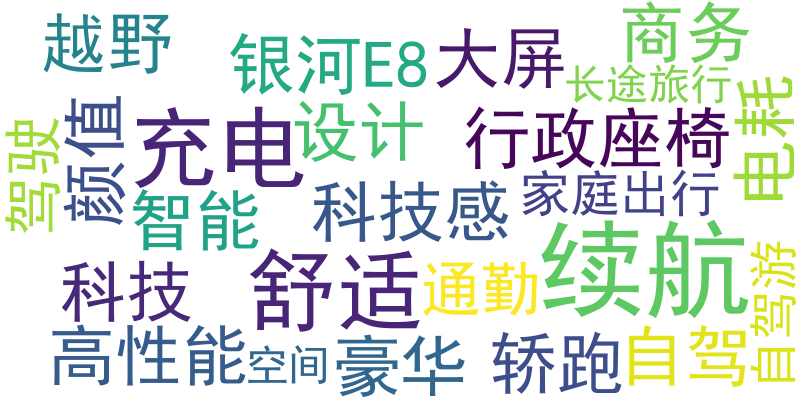 越野
银河E8
大屏
商务
长途旅行
驾驶
颜值
充电
设计
行政座椅
电耗
智能
科技感
家庭出行
科技
舒适
通勤
续航
自驾游
高性能
空间
豪华
轿跑
自驾